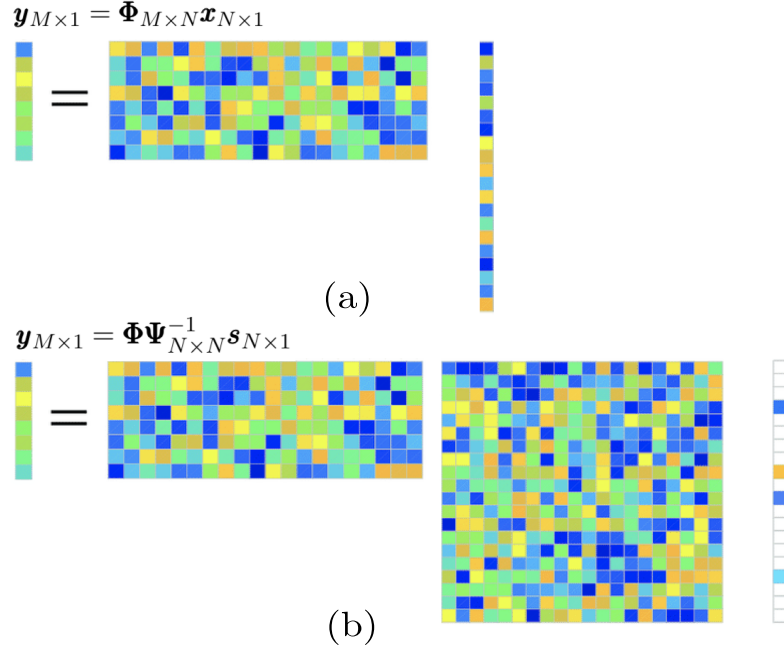 𝒚_{M×1} = 𝚽_{M×N}𝒙_{N×1}
=
(a)
𝒚_{M×1} = 𝚽𝚿^{-1}_{N×N}𝒔_{N×1}
=
(b)